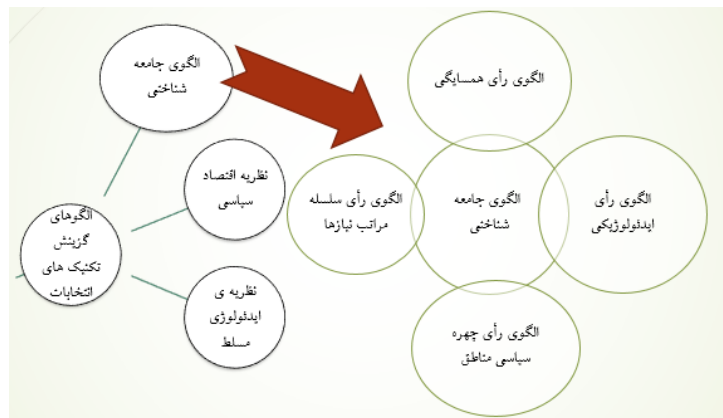 الگوی جامعه
شناختی
نظریه اقتصاد
سیاسی
الگوهای
گزینش
تکنیک های
انتخابات
نظریه ی
ایدئولوژی
مسلط
الگوی رأی همسایگی
الگوی رأی
ایدئولوژیکی
الگوی جامعه
شناختی
الگوی رأی سلسله
مراتب نیازها
الگوی رأی چهره
سیاسی مناطق